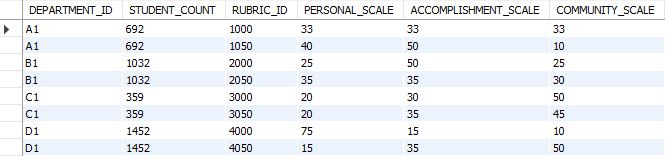 DEPARTMENT_ID STUDENT_COUNT RUBRIC_ID PERSONAL_SCALE ACCOMPLISHMENT_SCALE COMMUNITY_SCALE
A1 692 1000 33 33 33
A1 692 1050 40 50 10
B1 1032 2000 25 50 25
B1 1032 2050 35 35 30
C1 359 3000 20 30 50
C1 359 3050 20 35 45
D1 1452 4000 75 15 10
D1 1452 4050 15 35 50